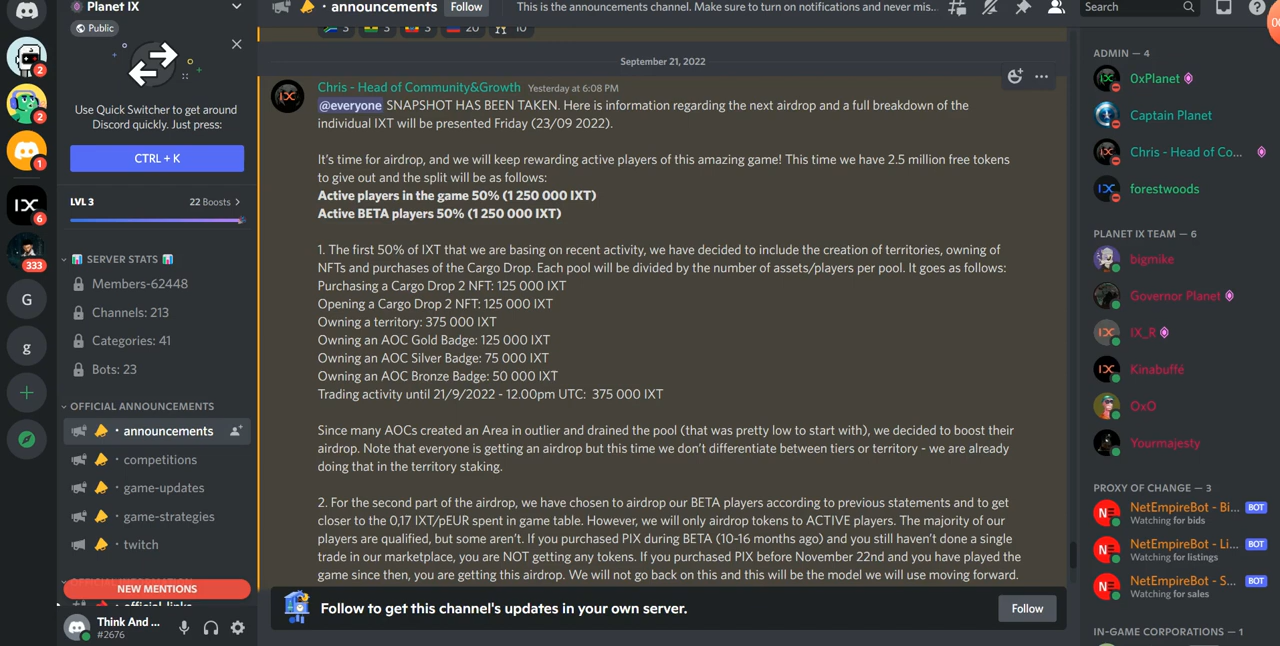 Planet IX
Public
Use Quick Switcher to get around
Discord quickly. Just press:
CTRL + K
LVL 3
22 Boosts
SERVER STATS
Members-62448
Channels: 213
Categories: 41
Bots: 23
OFFICIAL ANNOUNCEMENTS
announcements
competitions
game-updates
game-strategies
twitch
NEW MENTIONS
official-links
Think And ...
#2676
2
2
1
IX
6
333
G
g
announcements
Follow
This is the announcements channel. Make sure to turn on notifications and never mis...
Search
3
3
3
20
10
September 21, 2022
Chris - Head of Community&Growth Yesterday at 6:08 PM
@everyone SNAPSHOT HAS BEEN TAKEN. Here is information regarding the next airdrop and a full breakdown of the
individual IXT will be presented Friday (23/09 2022).
It's time for airdrop, and we will keep rewarding active players of this amazing game! This time we have 2.5 million free tokens
to give out and the split will be as follows:
Active players in the game 50% (1 250 000 IXT)
Active BETA players 50% (1 250 000 IXT)
1. The first 50% of IXT that we are basing on recent activity, we have decided to include the creation of territories, owning of
NFTs and purchases of the Cargo Drop. Each pool will be divided by the number of assets/players per pool. It goes as follows:
Purchasing a Cargo Drop 2 NFT: 125 000 IXT
Opening a Cargo Drop 2 NFT: 125 000 IXT
Owning a territory: 375 000 IXT
Owning an AOC Gold Badge: 125 000 IXT
Owning an AOC Silver Badge: 75 000 IXT
Owning an AOC Bronze Badge: 50 000 IXT
Trading activity until 21/9/2022 - 12.00pm UTC: 375 000 IXT
Since many AOCs created an Area in outlier and drained the pool (that was pretty low to start with), we decided to boost their
airdrop. Note that everyone is getting an airdrop but this time we don't differentiate between tiers or territory - we are already
doing that in the territory staking.
2. For the second part of the airdrop, we have chosen to airdrop our BETA players according to previous statements and to get
closer to the 0,17 IXT/pEUR spent in game table. However, we will only airdrop tokens to ACTIVE players. The majority of our
players are qualified, but some aren't. If you purchased PIX during BETA (10-16 months ago) and you still haven't done a single
trade in our marketplace, you are NOT getting any tokens. If you purchased PIX before November 22nd and you have played the
game since then, you are getting this airdrop. We will not go back on this and this will be the model we will use moving forward.
Follow to get this channel's updates in your own server.
Follow
ADMIN — 4
0xPlanet
Captain Planet
Chris - Head of Co...
forestwoods
PLANET IX TEAM — 6
bigmike
Governor Planet
IX_R
Kinabuffé
OxO
Yourmajesty
PROXY OF CHANGE — 3
NetEmpireBot - Bi... BOT
Watching for bids
NetEmpireBot - Li... BOT
Watching for listings
NetEmpireBot - S... BOT
Watching for sales
IN-GAME CORPORATIONS — 1